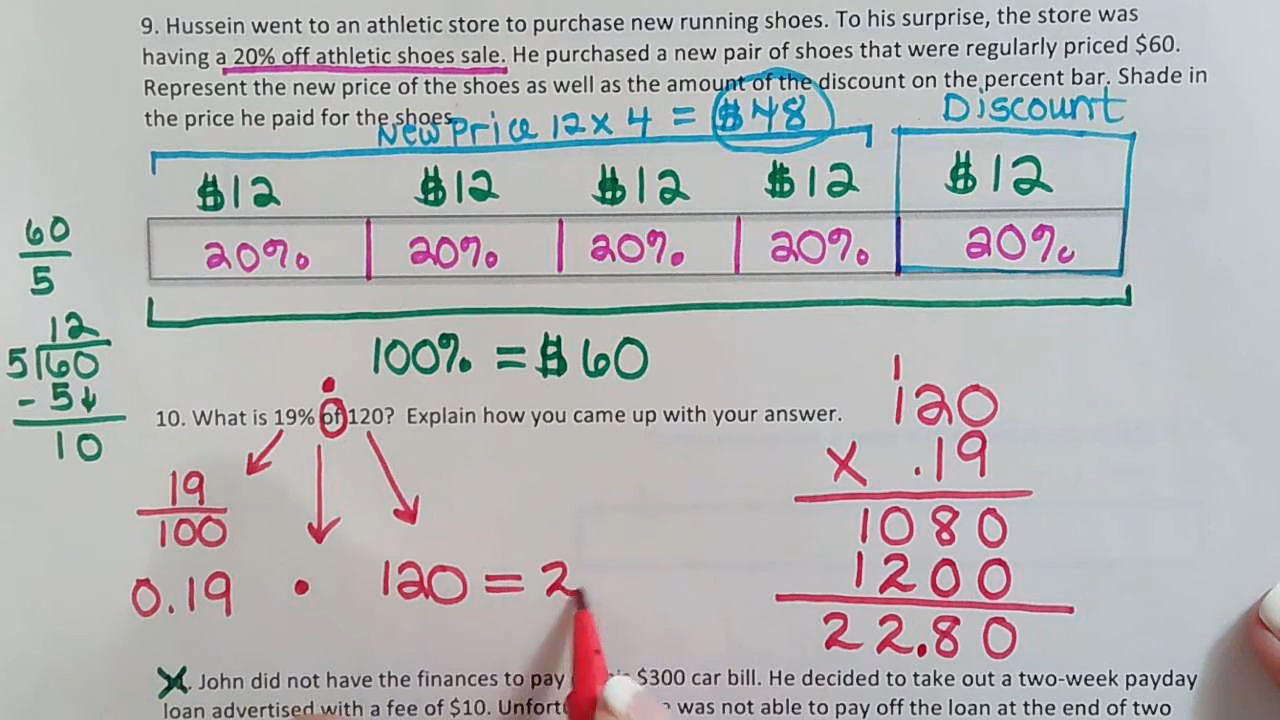 9. Hussein went to an athletic store to purchase new running shoes. To his surprise, the store was
having a 20% off athletic shoes sale. He purchased a new pair of shoes that were regularly priced $60.
Represent the new price of the shoes as well as the amount of the discount on the percent bar. Shade in
the price he paid for the shoes.
New Price 12 x 4 = $48
Discount
$12 $12 $12 $12 $12
20% 20% 20% 20% 20%
60
5
12
5 60
- 5
10
100% = $60
10. What is 19% of 120? Explain how you came up with your answer.
19
100
0.19 • 120 = 2
1
120
x .19
1080
1200
22.80
X. John did not have the finances to pay $300 car bill. He decided to take out a two-week payday
loan advertised with a fee of $10. was not able to pay off the loan at the end of two